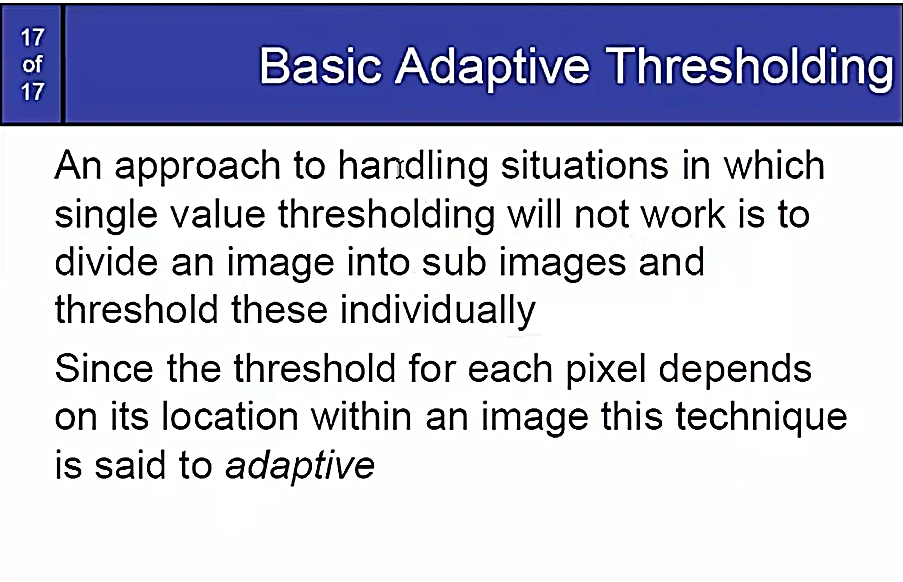 17
of
17
Basic Adaptive Thresholding
An approach to handling situations in which
single value thresholding will not work is to
divide an image into sub images and
threshold these individually
Since the threshold for each pixel depends
on its location within an image this technique
is said to adaptive